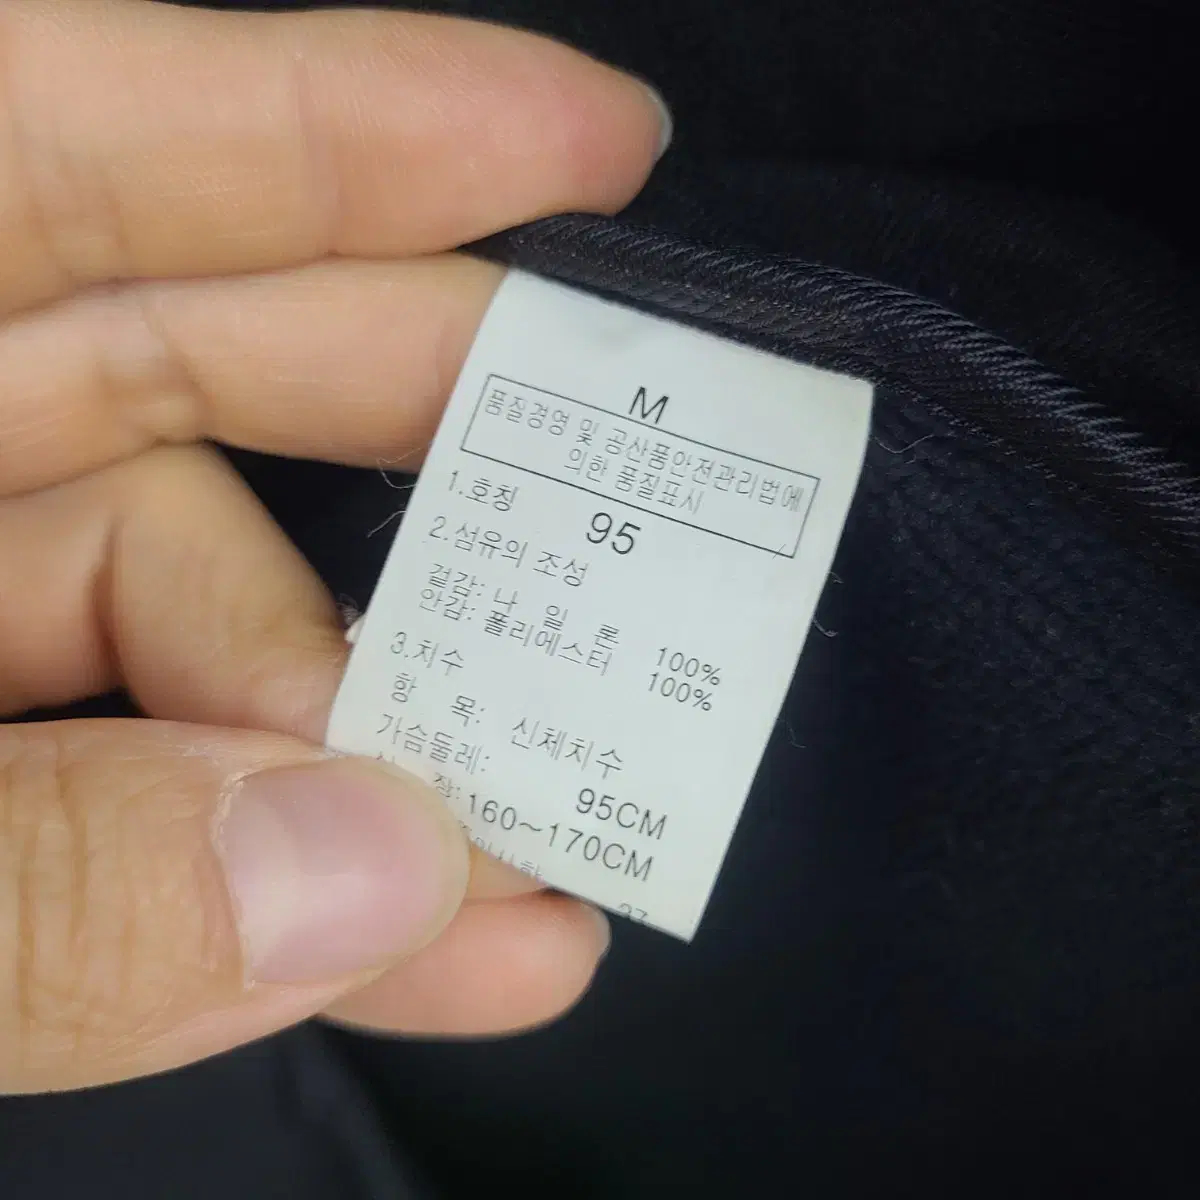 M
품질경영 및 공산품안전관리법에
의한 품질표시
1.호칭 95
2.섬유의 조성
겉감: 나 일 론 100%
안감: 폴리에스터 100%
3.치수
항 목: 신체치수
가슴둘레: 95CM
장: 160~170CM